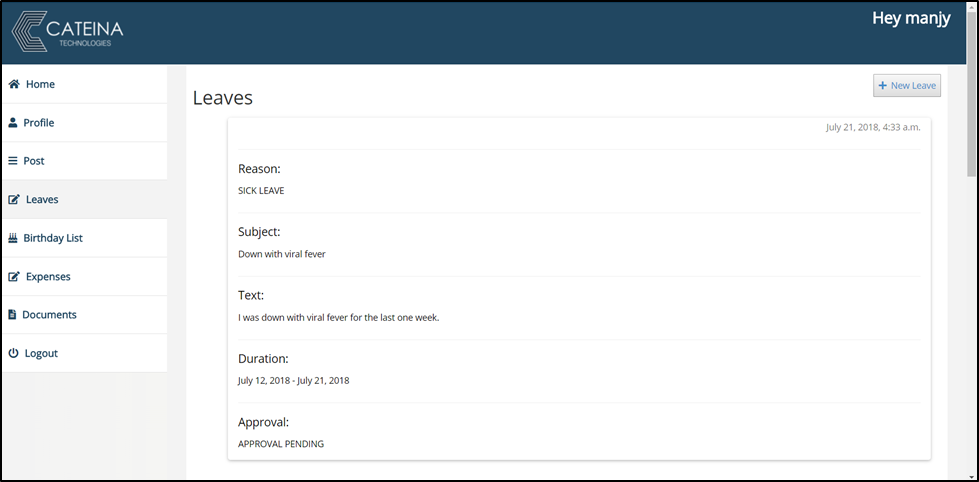 CATEINA
TECHNOLOGIES
Hey manjy
Home
Profile
Post
Leaves
Birthday List
Expenses
Documents
Logout
Leaves
New Leave
July 21, 2018, 4:33 a.m.
Reason:
SICK LEAVE
Subject:
Down with viral fever
Text:
I was down with viral fever for the last one week.
Duration:
July 12, 2018 - July 21, 2018
Approval:
APPROVAL PENDING